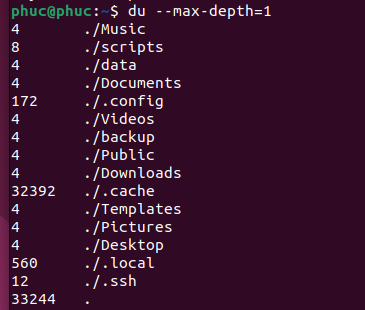 phuc@phuc:~$ du --max-depth=1
4 ./Music
8 ./scripts
4 ./data
4 ./Documents
172 ./.config
4 ./Videos
4 ./backup
4 ./Public
4 ./Downloads
32392 ./.cache
4 ./Templates
4 ./Pictures
4 ./Desktop
560 ./.local
12 ./.ssh
33244 .